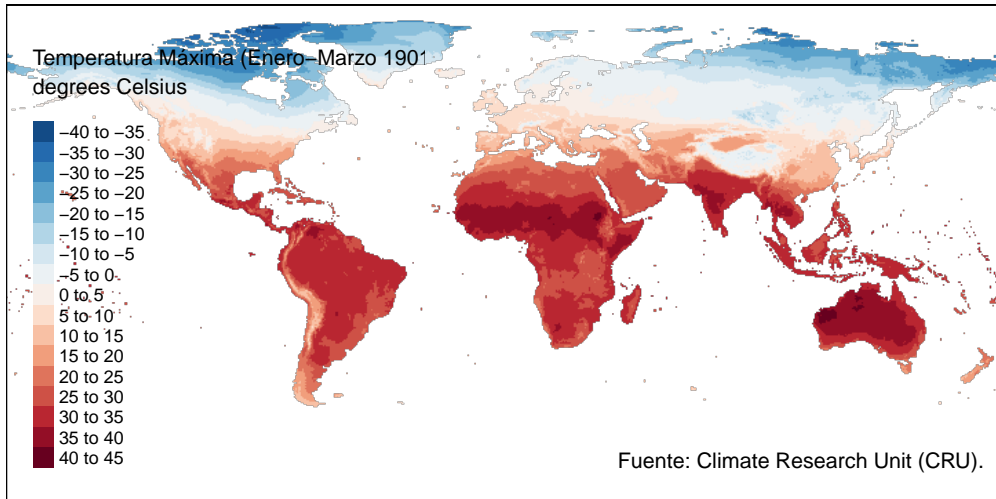 Temperatura Máxima (Enero–Marzo 1901
degrees Celsius
−40 to −35
−35 to −30
−30 to −25
−25 to −20
−20 to −15
−15 to −10
−10 to −5
−5 to 0
0 to 5
5 to 10
10 to 15
15 to 20
20 to 25
25 to 30
30 to 35
35 to 40
40 to 45
Fuente: Climate Research Unit (CRU).